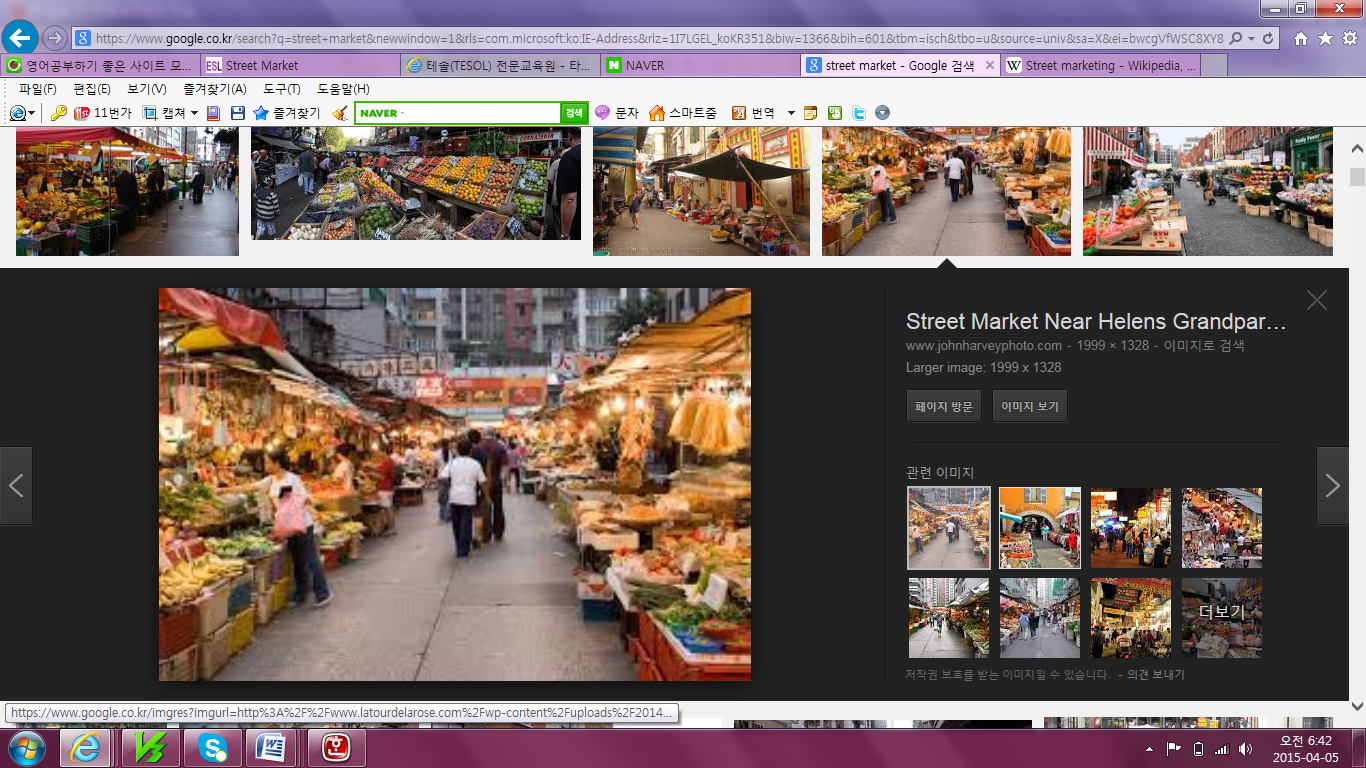 https://www.google.co.kr/search?q=street+market&newwindow=1&rls=com.microsoft:ko:IE-Address&rlz=1I7LGEL_koKR351&biw=1366&bih=601&tbm=isch&tbo=u&source=univ&sa=X&ei=bwcgVfWSC8XY8
영어공부하기 좋은 사이트 모...
ESL Street Market
테솔(TESOL) 전문교육원 - 타...
NAVER
street market - Google 검색
Street marketing - Wikipedia, ...
파일(F) 편집(E) 보기(V) 즐겨찾기(A) 도구(T) 도움말(H)
11번가 캡쳐 즐겨찾기 NAVER 검색 문자 스마트줌 번역
Street Market Near Helens Grandpar...
www.johnharveyphoto.com - 1999 × 1328 - 이미지로 검색
Larger image: 1999 x 1328
페이지 방문 이미지 보기
관련 이미지
더보기
저작권 보호를 받는 이미지일 수 있습니다. - 의견 보내기
https://www.google.co.kr/imgres?imgurl=http%3A%2F%2Fwww.latourdelarose.com%2Fwp-content%2Fuploads%2F2014...
오전 6:42
2015-04-05